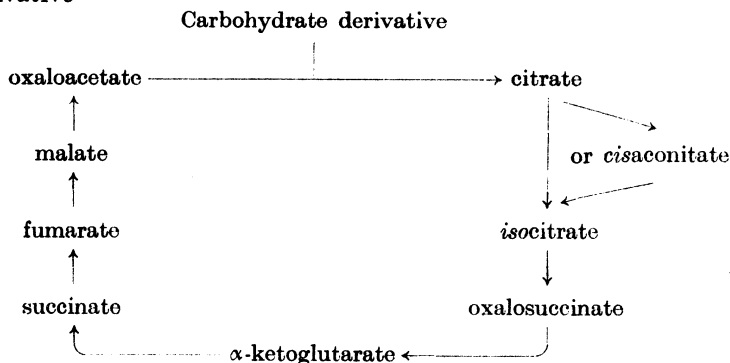 Carbohydrate derivative
oxaloacetate citrate
malate or cisaconitate
fumarate isocitrate
succinate oxalosuccinate
α-ketoglutarate